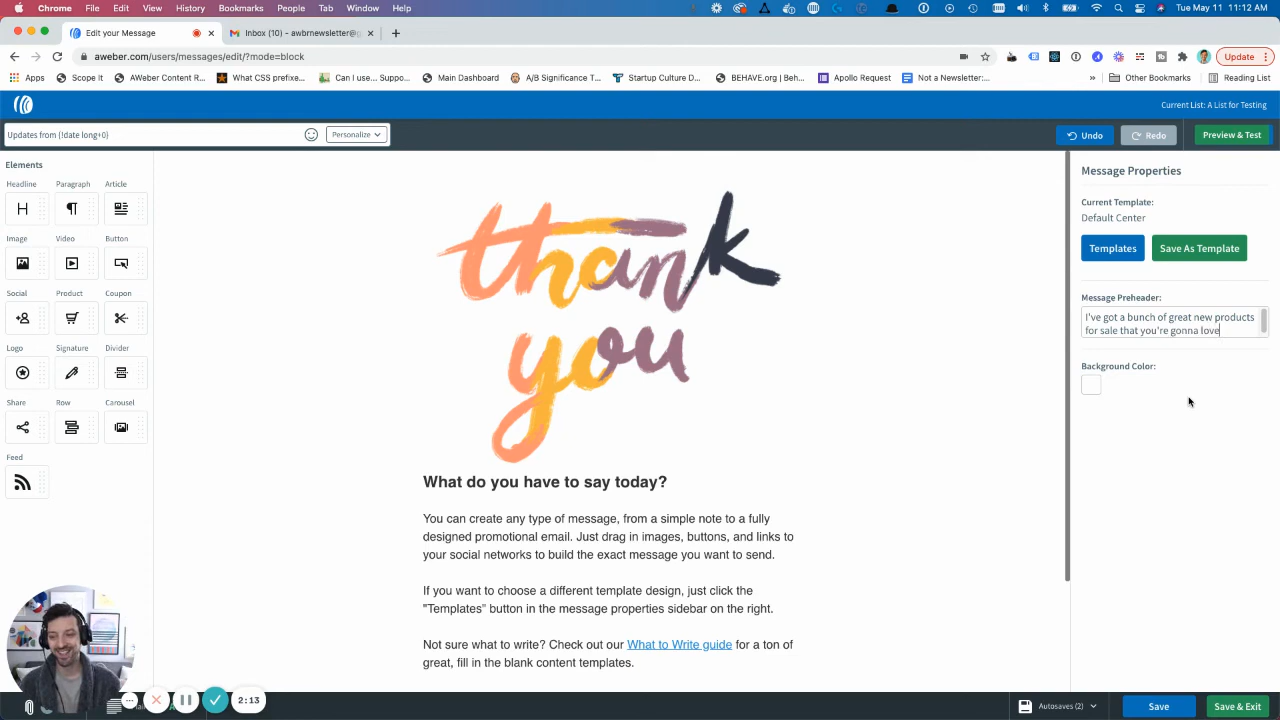 Chrome File Edit View History Bookmarks People Tab Window Help
Tue May 11 11:12 AM
Edit your Message
Inbox (10) - awbrnewsletter@g
aweber.com/users/messages/edit/?mode=block
Update
Apps
Scope It
AWeber Content R...
What CSS prefixe...
Can I use... Suppo...
Main Dashboard
A/B Significance T...
Startup Culture D...
BEHAVE.org | Beh...
Apollo Request
Not a Newsletter:...
»
Other Bookmarks
Reading List
Current List: A List for Testing
Updates from {!date long+0}
Personalize
Undo
Redo
Preview & Test
Elements
Headline Paragraph Article
Image Video Button
Social Product Coupon
Logo Signature Divider
Share Row Carousel
Feed
thank
you
What do you have to say today?
You can create any type of message, from a simple note to a fully
designed promotional email. Just drag in images, buttons, and links to
your social networks to build the exact message you want to send.
If you want to choose a different template design, just click the
"Templates" button in the message properties sidebar on the right.
Not sure what to write? Check out our What to Write guide for a ton of
great, fill in the blank content templates.
Message Properties
Current Template:
Default Center
Templates
Save As Template
Message Preheader:
I've got a bunch of great new products
for sale that you're gonna love
Background Color:
2:13
Autosaves (2)
Save
Save & Exit